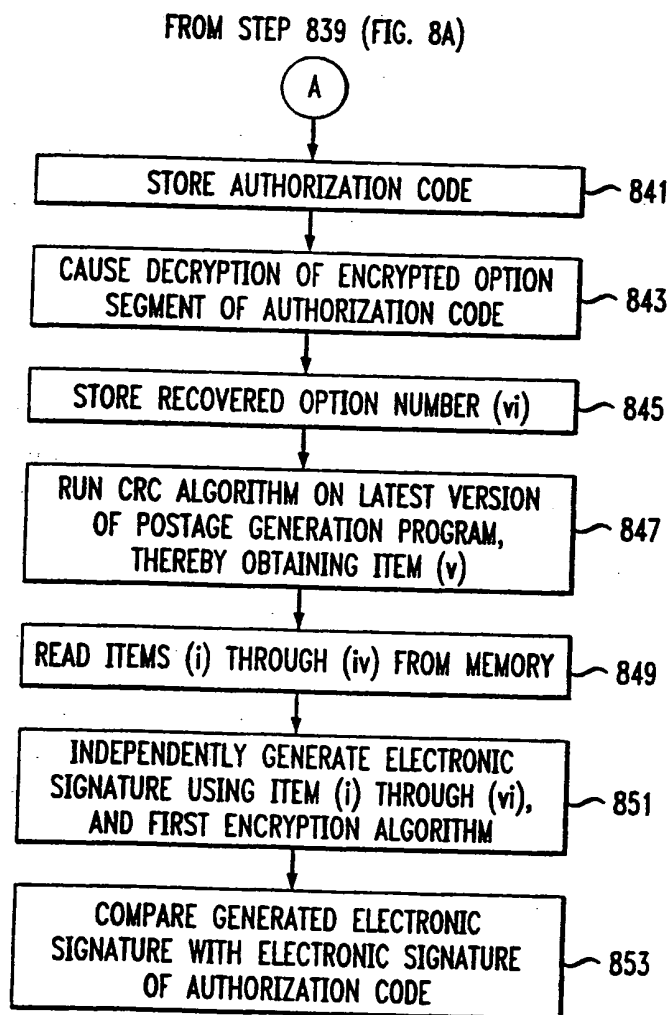 FROM STEP 839 (FIG. 8A)
A
STORE AUTHORIZATION CODE
841
CAUSE DECRYPTION OF ENCRYPTED OPTION
SEGMENT OF AUTHORIZATION CODE
843
STORE RECOVERED OPTION NUMBER (vi)
845
RUN CRC ALGORITHM ON LATEST VERSION
OF POSTAGE GENERATION PROGRAM,
THEREBY OBTAINING ITEM (v)
847
READ ITEMS (i) THROUGH (iv) FROM MEMORY
849
INDEPENDENTLY GENERATE ELECTRONIC
SIGNATURE USING ITEM (i) THROUGH (vi),
AND FIRST ENCRYPTION ALGORITHM
851
COMPARE GENERATED ELECTRONIC
SIGNATURE WITH ELECTRONIC SIGNATURE
OF AUTHORIZATION CODE
853